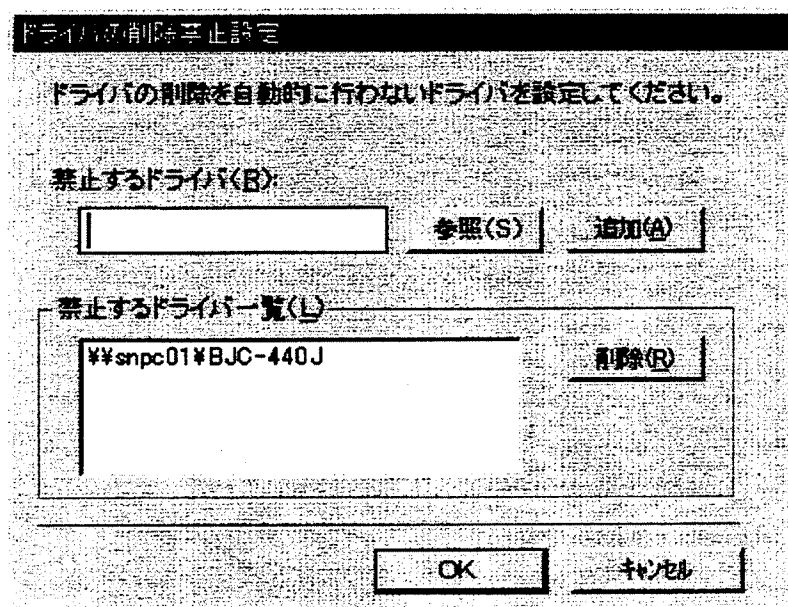 ドライバの削除禁止設定
ドライバの削除を自動的に行わないドライバを設定してください。
禁止するドライバ(B):
参照(S) 追加(A)
禁止するドライバ一覧(L)
¥¥snpc01¥BJC-440J 削除(R)
OK キャンセル